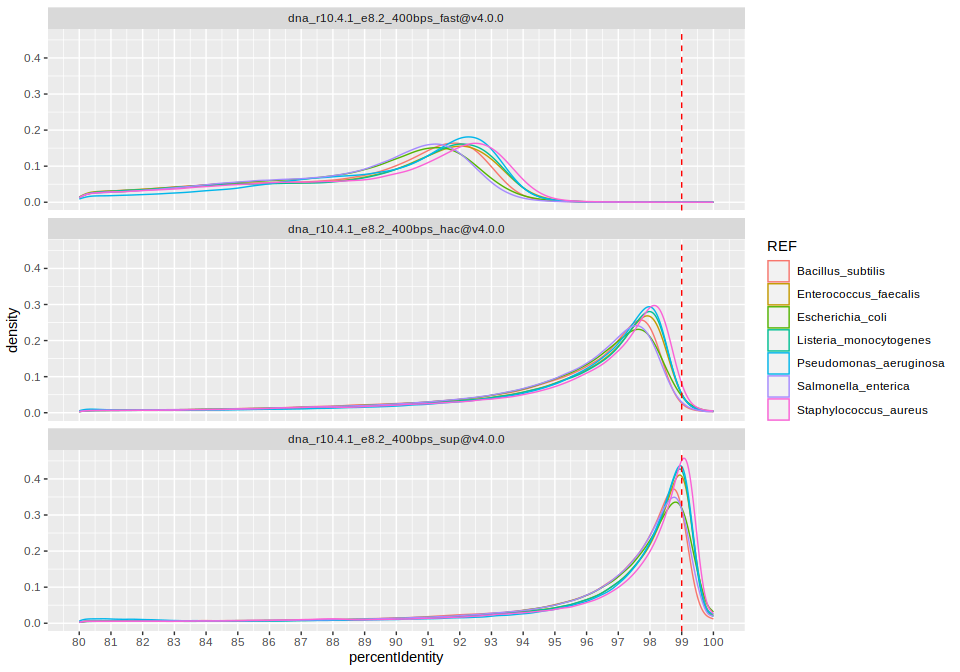 dna_r10.4.1_e8.2_400bps_fast@v4.0.0
0.4
0.3
0.2
0.1
0.0
dna_r10.4.1_e8.2_400bps_hac@v4.0.0
0.4
0.3
0.2
0.1
0.0
density
dna_r10.4.1_e8.2_400bps_sup@v4.0.0
0.4
0.3
0.2
0.1
0.0
80 81 82 83 84 85 86 87 88 89 90 91 92 93 94 95 96 97 98 99 100
percentIdentity
REF
Bacillus_subtilis
Enterococcus_faecalis
Escherichia_coli
Listeria_monocytogenes
Pseudomonas_aeruginosa
Salmonella_enterica
Staphylococcus_aureus